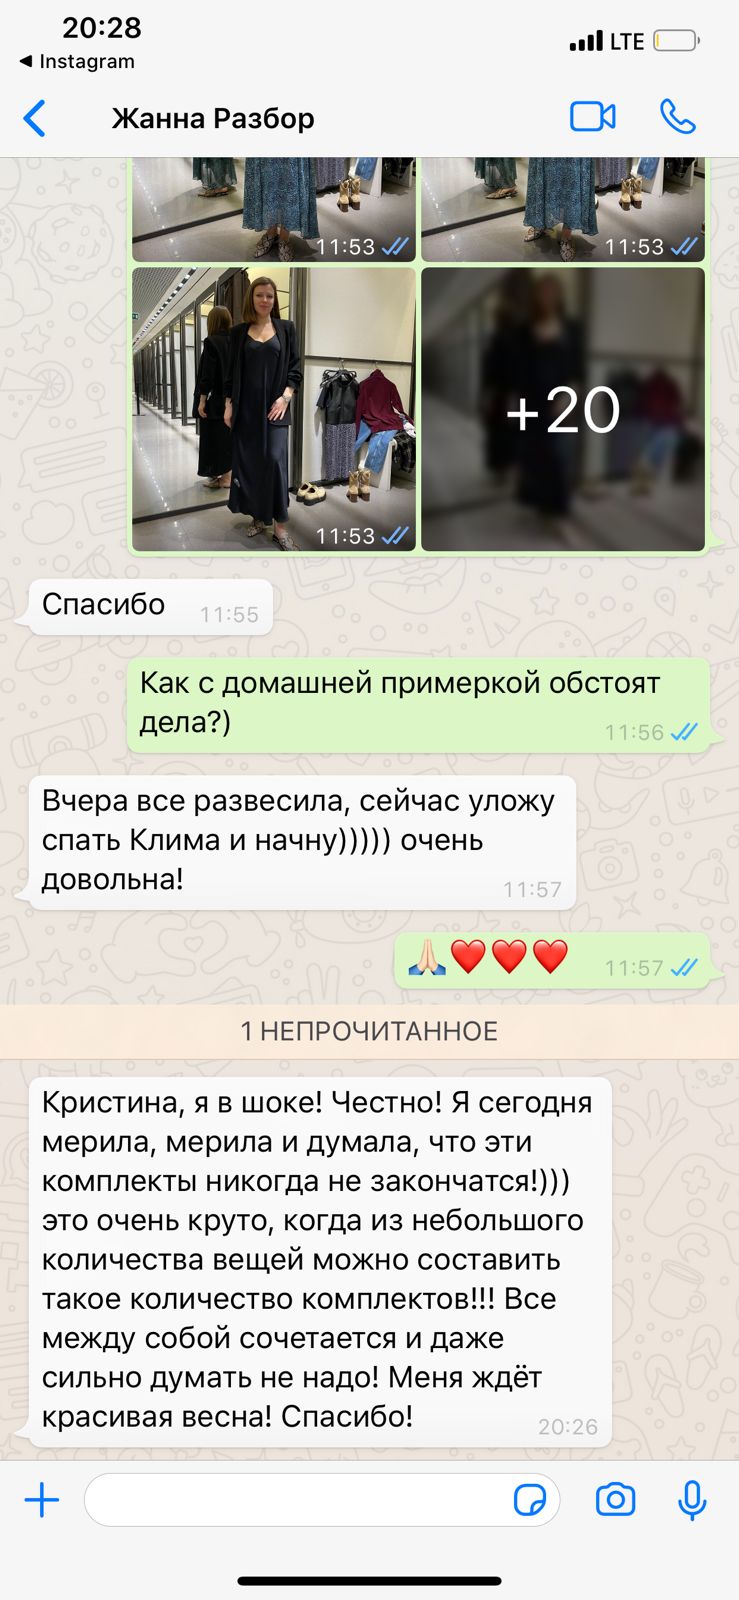 20:28
LTE
Instagram
Жанна Разбор
11:53
11:53
11:53
+20
Спасибо
11:55
Как с домашней примеркой обстоят
дела?)
11:56
Вчера все развесила, сейчас уложу
спать Клима и начну))))) очень
довольна!
11:57
🙏🏻❤️❤️❤️
11:57
1 НЕПРОЧИТАННОЕ
Кристина, я в шоке! Честно! Я сегодня
мерила, мерила и думала, что эти
комплекты никогда не закончатся!)))
это очень круто, когда из небольшого
количества вещей можно составить
такое количество комплектов!!! Все
между собой сочетается и даже
сильно думать не надо! Меня ждёт
красивая весна! Спасибо!
20:26